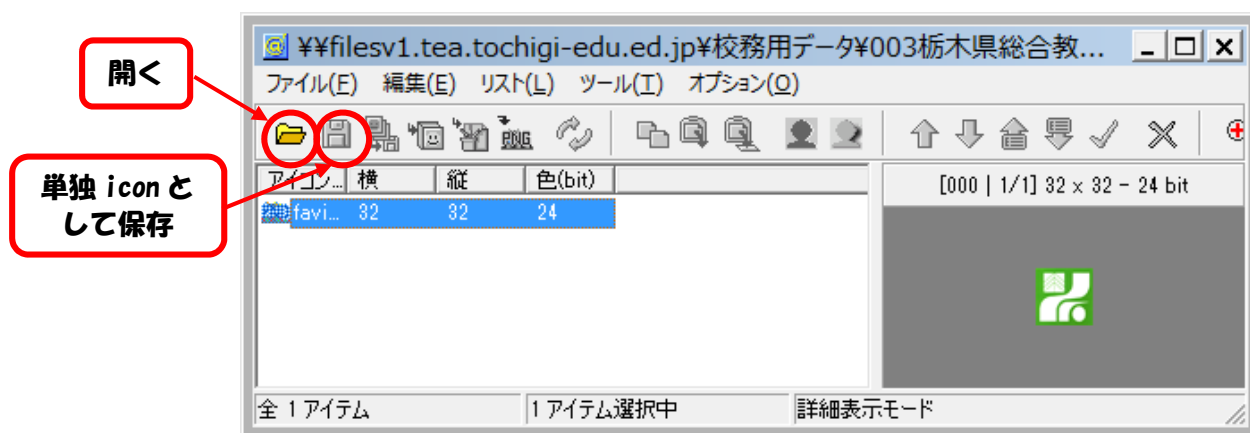 開く
単独 icon と
して保存
¥¥filesv1.tea.tochigi-edu.ed.jp¥校務用データ¥003栃木県総合教...
ファイル(F) 編集(E) リスト(L) ツール(T) オプション(O)
PNG
アイコン... 横 縦 色(bit)
[000 | 1/1] 32 x 32 - 24 bit
favi... 32 32 24
全 1 アイテム 1 アイテム選択中 詳細表示モード